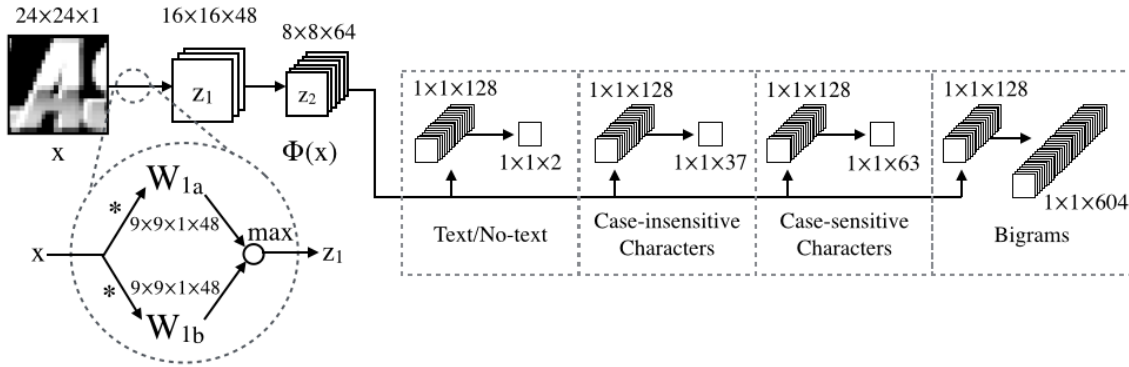 24×24×1
16×16×48
8×8×64
x
z1
z2
Φ(x)
1×1×128
1×1×2
Text/No-text
1×1×128
1×1×37
Case-insensitive
Characters
1×1×128
1×1×63
Case-sensitive
Characters
1×1×128
1×1×604
Bigrams
W1a
*
9×9×1×48
x
max
z1
*
9×9×1×48
W1b